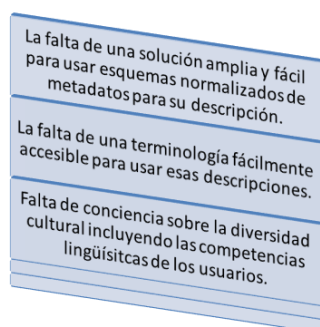 La falta de una solución amplia y fácil
para usar esquemas normalizados de
metadatos para su descripción.
La falta de una terminología fácilmente
accesible para usar esas descripciones.
Falta de conciencia sobre la diversidad
cultural incluyendo las competencias
lingüísitcas de los usuarios.